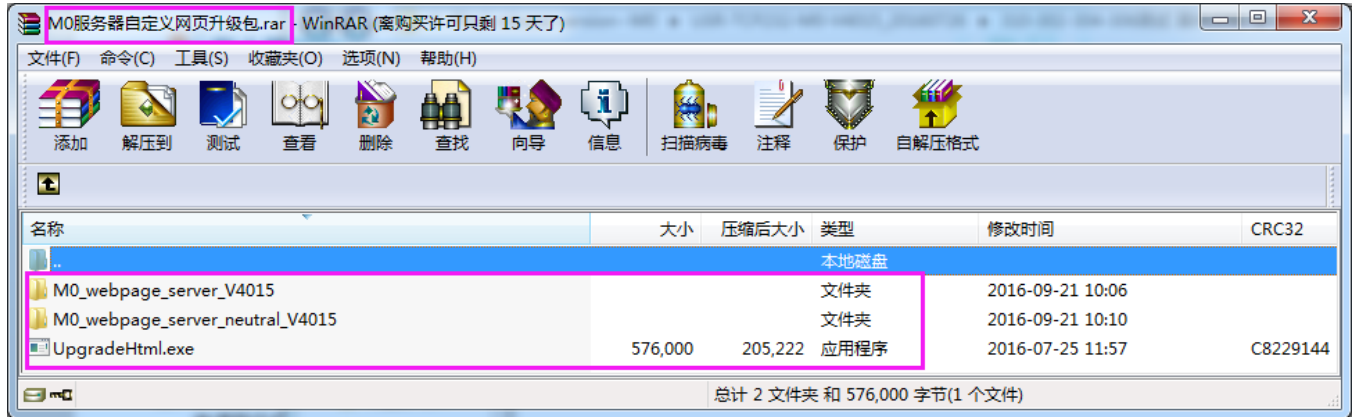 M0服务器自定义网页升级包.rar - WinRAR (离购买许可只剩 15 天了)
文件(F) 命令(C) 工具(S) 收藏夹(O) 选项(N) 帮助(H)
添加 解压到 测试 查看 删除 查找 向导 信息 扫描病毒 注释 保护 自解压格式
名称 大小 压缩后大小 类型 修改时间 CRC32
.. 本地磁盘
M0_webpage_server_V4015 文件夹 2016-09-21 10:06
M0_webpage_server_neutral_V4015 文件夹 2016-09-21 10:10
UpgradeHtml.exe 576,000 205,222 应用程序 2016-07-25 11:57 C8229144
总计 2 文件夹 和 576,000 字节(1 个文件)